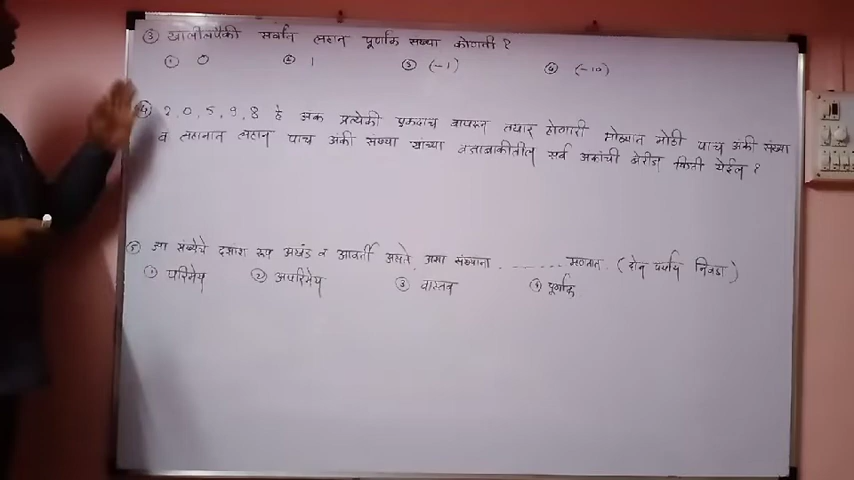 ③ खालीलपैकी सर्वात लहान पूर्णांक संख्या कोणती ?
① 0 ② 1 ③ (-1) ④ (-10)
④ 2, 0, 5, 9, 8 हे अंक प्रत्येकी एकदाच वापरून तयार होणारी मोठ्यात मोठी पाच अंकी संख्या
व लहानात लहान पाच अंकी संख्या यांच्या वजाबाकीतील सर्व अंकांची बेरीज किती येईल ?
⑤ ज्या संख्येचे दशांश रूप अखंड व आवर्ती असते, अशा संख्यांना ....... म्हणतात. (दोन पर्याय निवडा)
① परिमेय ② अपरिमेय ③ वास्तव ④ पूर्णांक